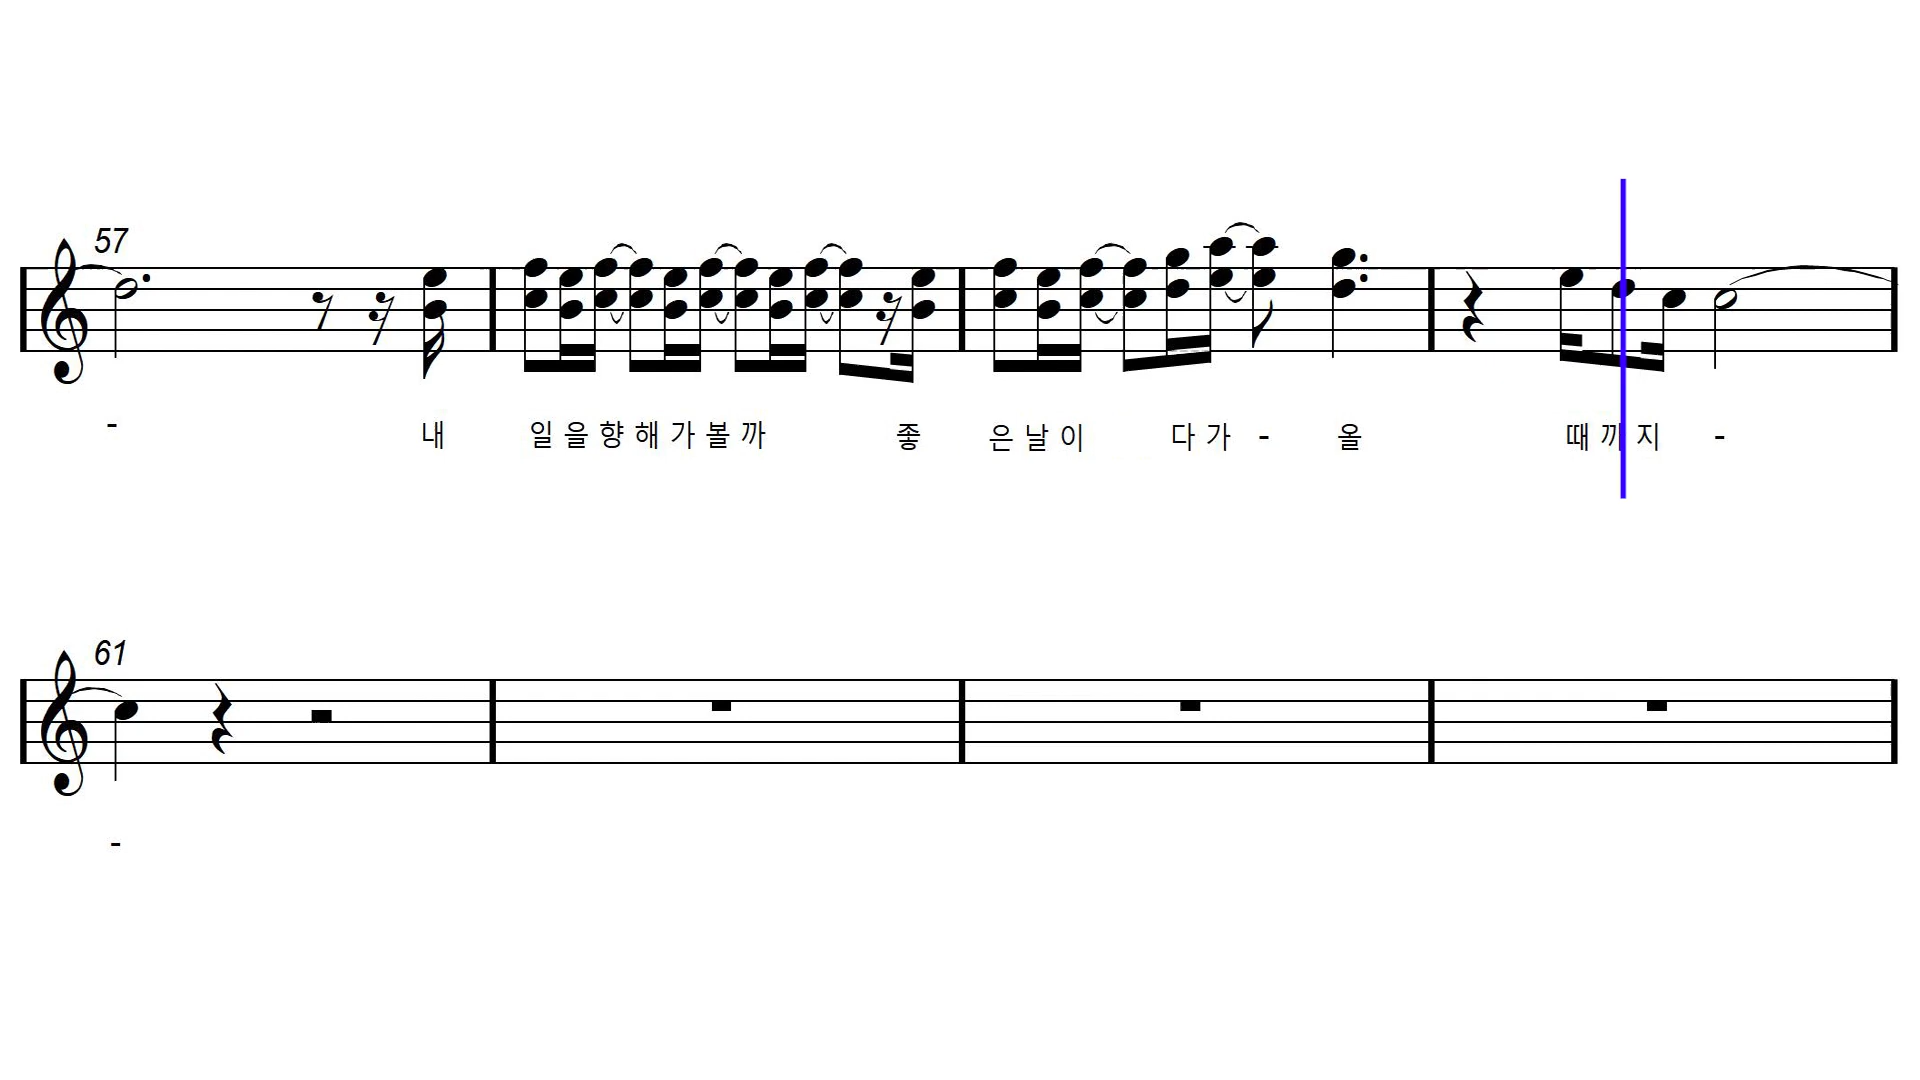 57
- 내 일 을 향 해 가 볼 까 좋 은 날 이 다 가 - 올 때 까 지 -
61
-